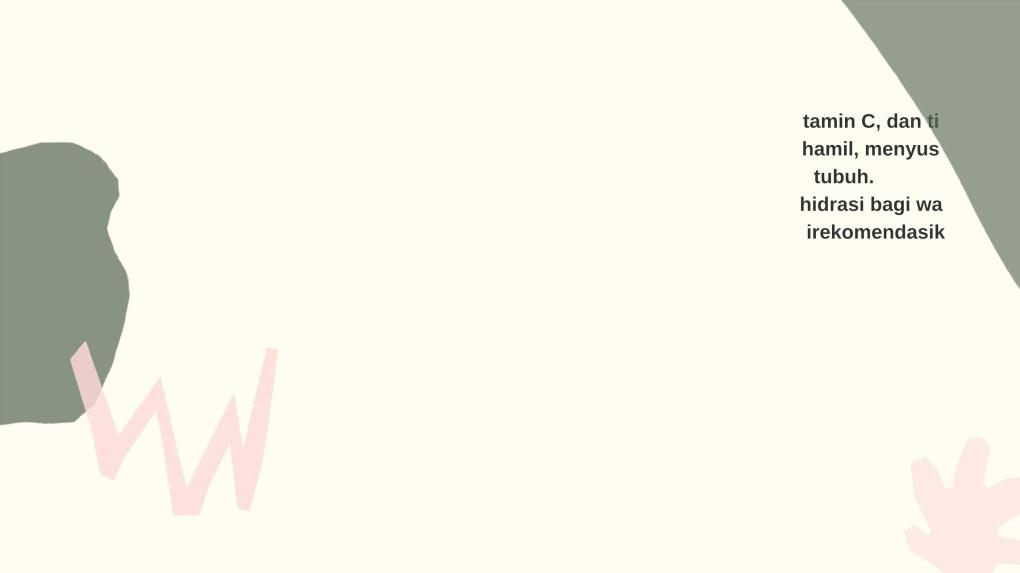 tamin C, dan ti
hamil, menyus
tubuh.
hidrasi bagi wa
irekomendasik